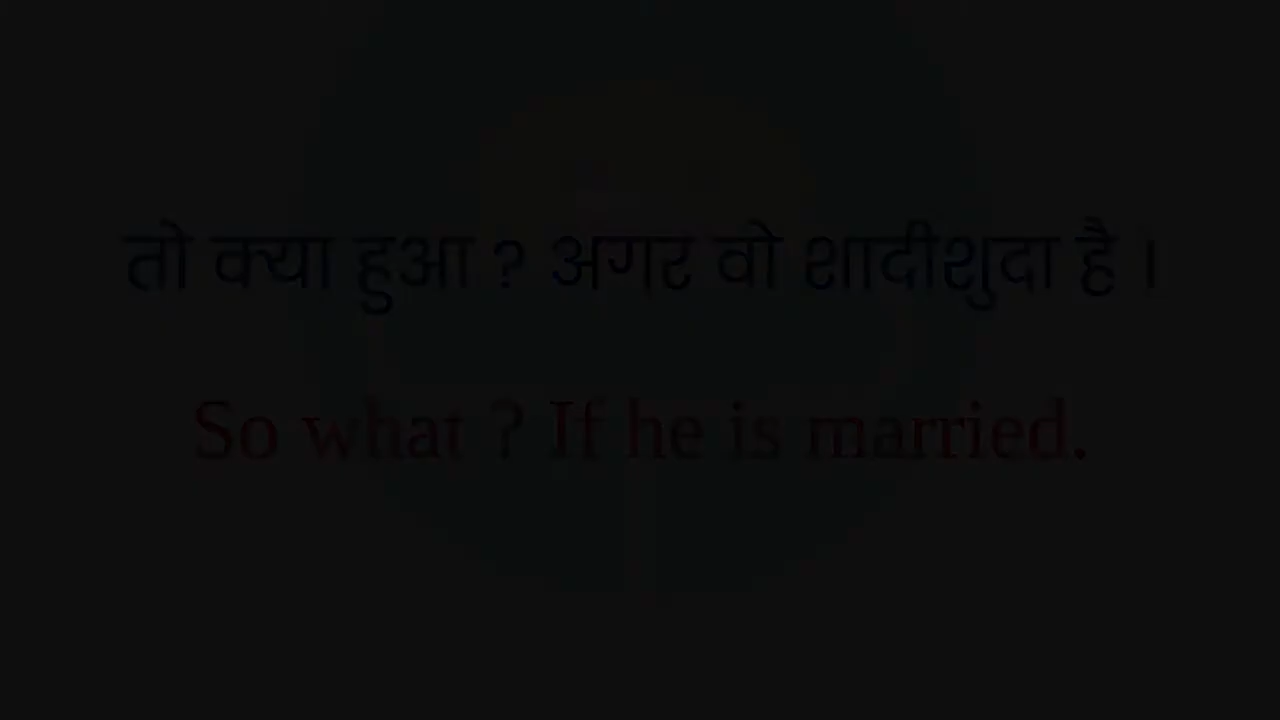 तो क्या हुआ ? अगर वो शादीशुदा है ।
So what ? If he is married.